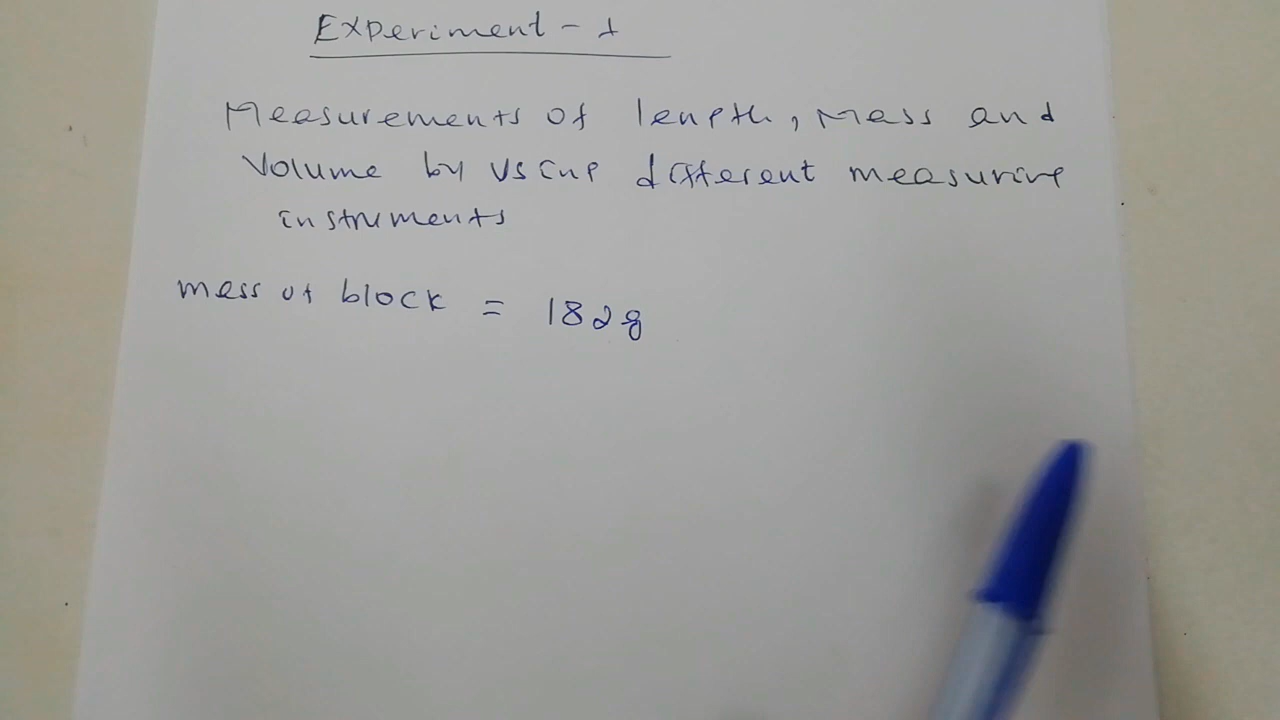 Experiment - 1
Measurements of length, Mass and
Volume by using different measuring
instruments
mass of block = 182g